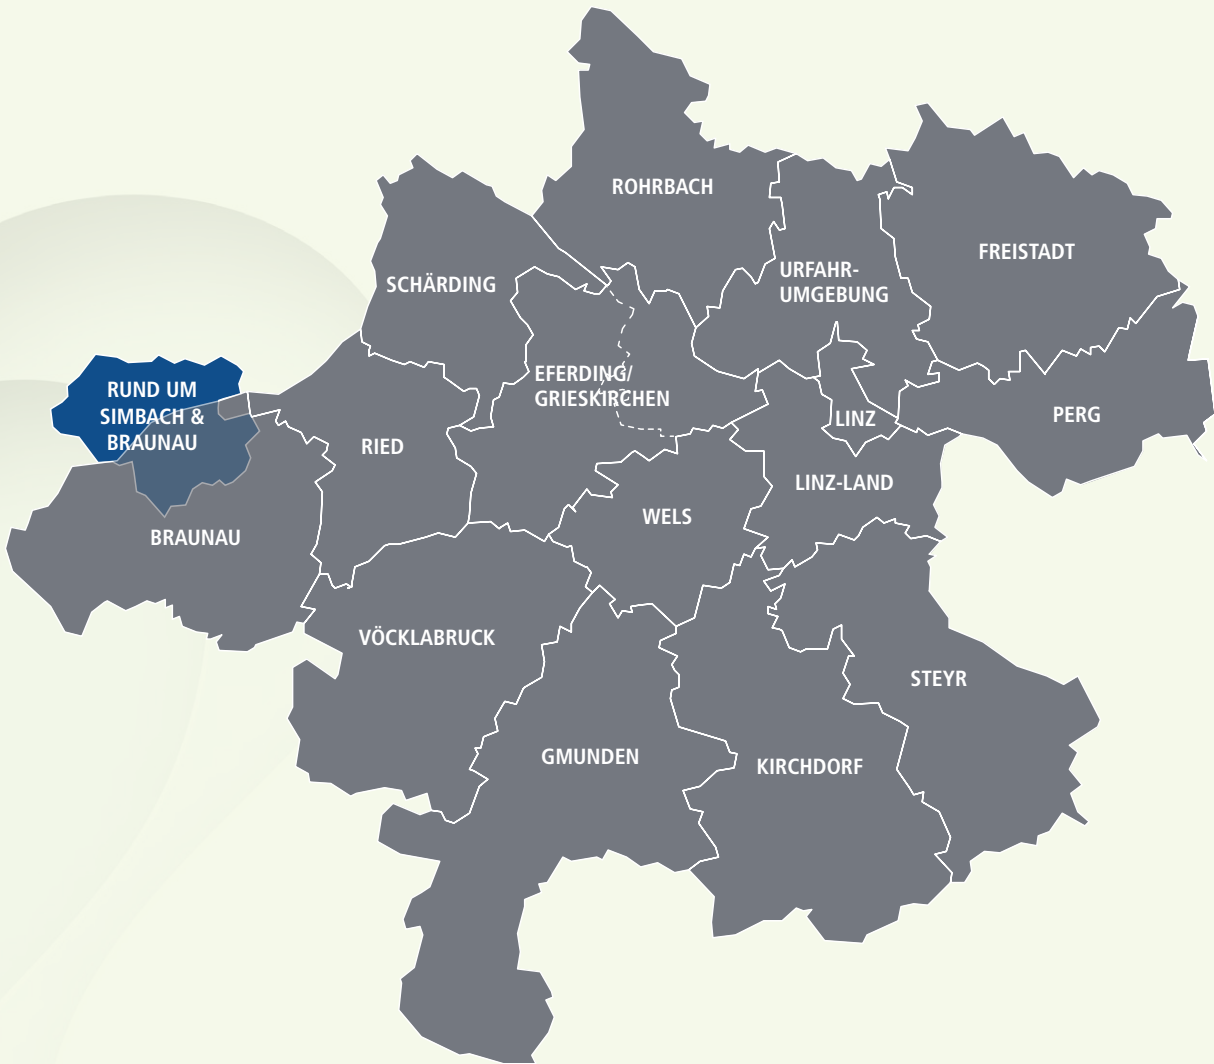 ROHRBACH
FREISTADT
URFAHR-
UMGEBUNG
SCHÄRDING
EFERDING/
GRIESKIRCHEN
RUND UM
SIMBACH &
BRAUNAU
LINZ
PERG
RIED
LINZ-LAND
WELS
BRAUNAU
VÖCKLABRUCK
STEYR
GMUNDEN
KIRCHDORF